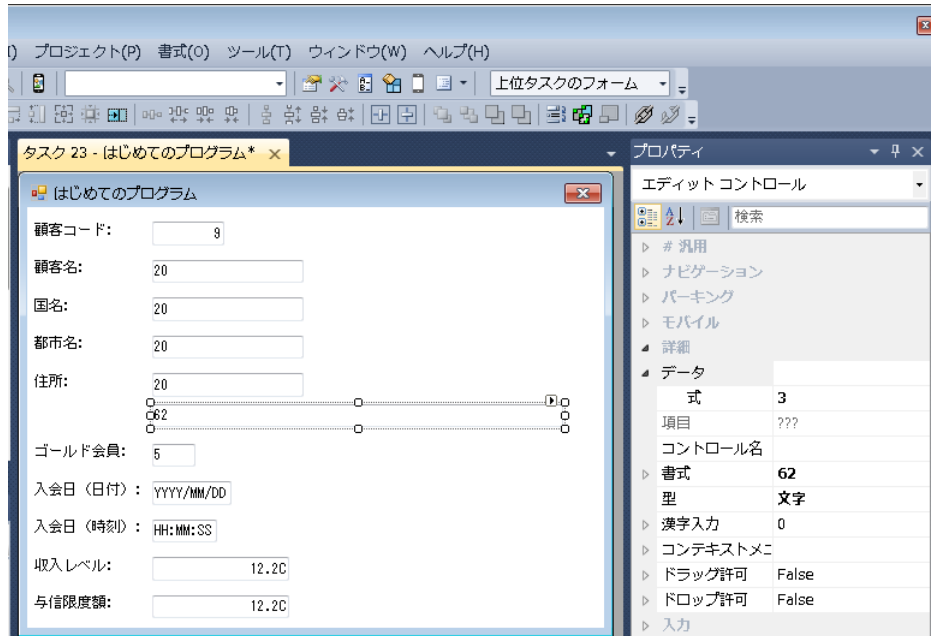 プロジェクト(P) 書式(O) ツール(T) ウィンドウ(W) ヘルプ(H)
上位タスクのフォーム
タスク 23 - はじめてのプログラム*
はじめてのプログラム
顧客コード: 9
顧客名: 20
国名: 20
都市名: 20
住所: 20
62
ゴールド会員: 5
入会日（日付）: YYYY/MM/DD
入会日（時刻）: HH:MM:SS
収入レベル: 12.2C
与信限度額: 12.2C
プロパティ
エディット コントロール
検索
# 汎用
ナビゲーション
パーキング
モバイル
詳細
データ
式 3
項目 ???
コントロール名
書式 62
型 文字
漢字入力 0
コンテキストメニ
ドラッグ許可 False
ドロップ許可 False
入力